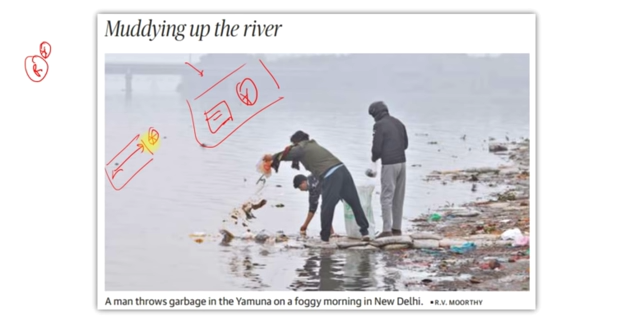 Muddying up the river
A man throws garbage in the Yamuna on a foggy morning in New Delhi. •R.V. MOORTHY